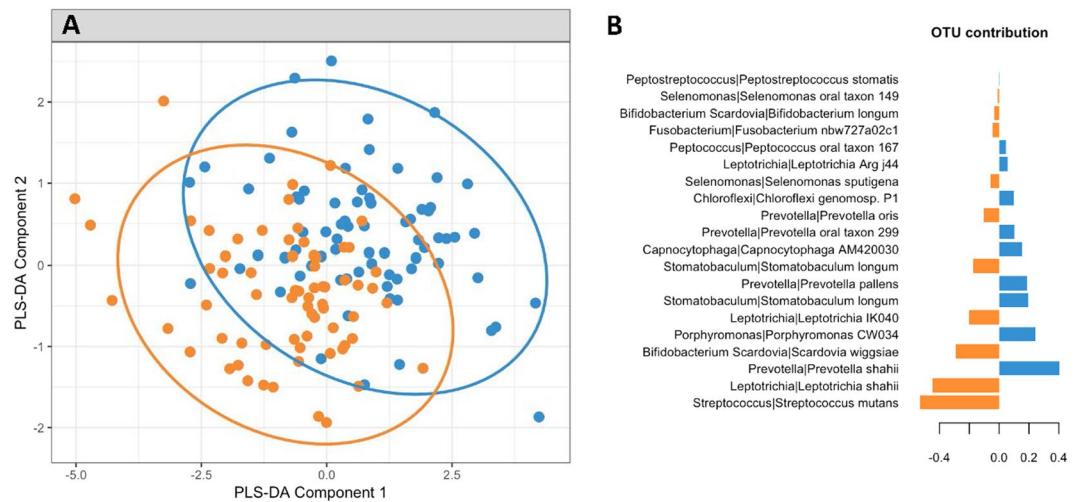 A
PLS-DA Component 2
2
1
0
-1
-2
-5.0 -2.5 0.0 2.5
PLS-DA Component 1
B
OTU contribution
Peptostreptococcus|Peptostreptococcus stomatis
Selenomonas|Selenomonas oral taxon 149
Bifidobacterium Scardovia|Bifidobacterium longum
Fusobacterium|Fusobacterium nbw727a02c1
Peptococcus|Peptococcus oral taxon 167
Leptotrichia|Leptotrichia Arg j44
Selenomonas|Selenomonas sputigena
Chloroflexi|Chloroflexi genomosp. P1
Prevotella|Prevotella oris
Prevotella|Prevotella oral taxon 299
Capnocytophaga|Capnocytophaga AM420030
Stomatobaculum|Stomatobaculum longum
Prevotella|Prevotella pallens
Stomatobaculum|Stomatobaculum longum
Leptotrichia|Leptotrichia IK040
Porphyromonas|Porphyromonas CW034
Bifidobacterium Scardovia|Scardovia wiggsiae
Prevotella|Prevotella shahii
Leptotrichia|Leptotrichia shahii
Streptococcus|Streptococcus mutans
-0.4 0.0 0.2 0.4